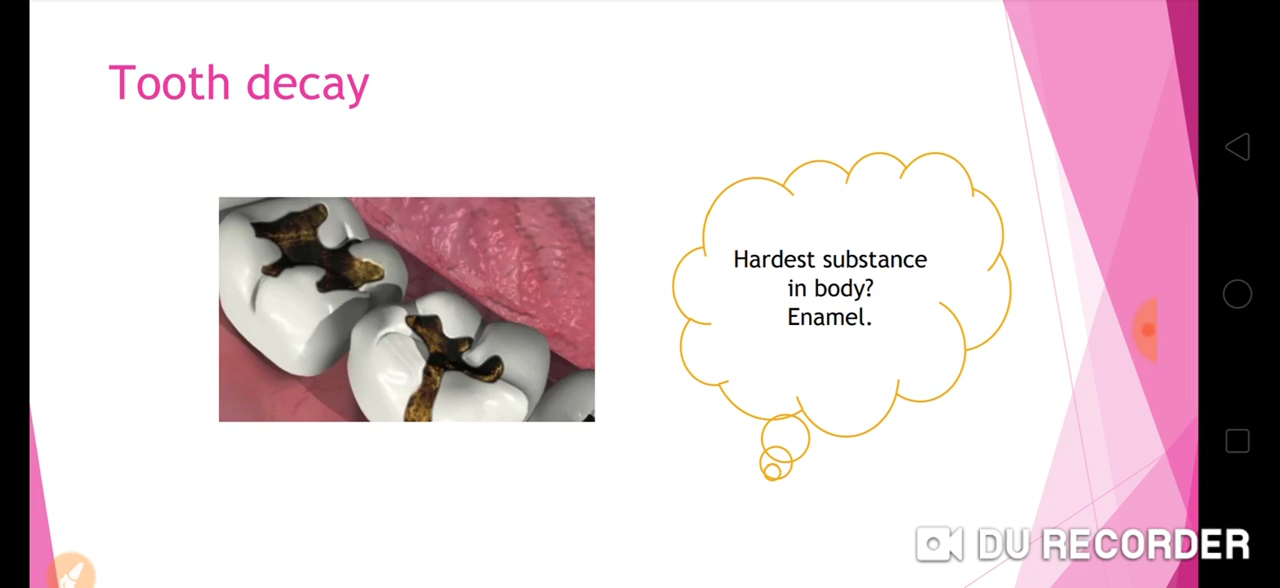 Tooth decay
Hardest substance
in body?
Enamel.
DU RECORDER